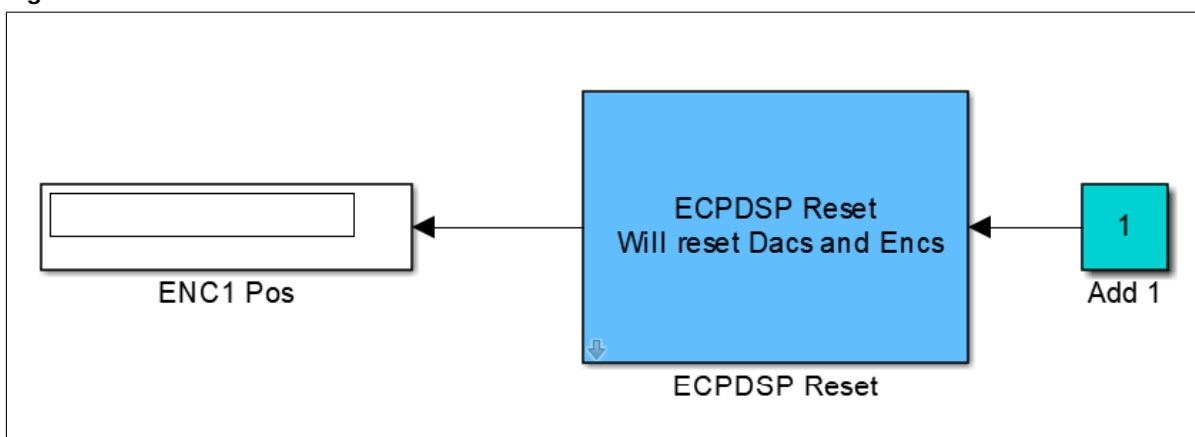 ENC1 Pos
ECPDSP Reset
Will reset Dacs and Encs
ECPDSP Reset
1
Add 1